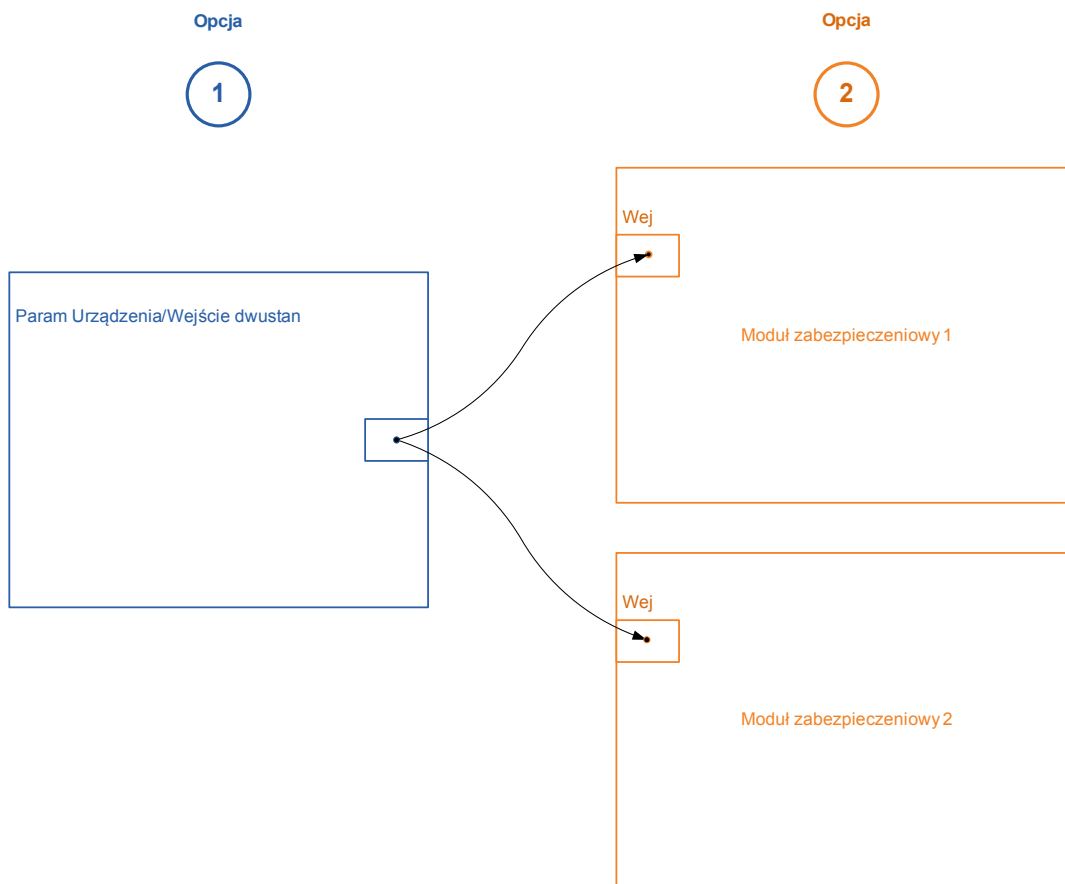 Opcja
1
Opcja
2
Param Urządzenia/Wejście dwustan
Wej
Moduł zabezpieczeniowy 1
Wej
Moduł zabezpieczeniowy 2